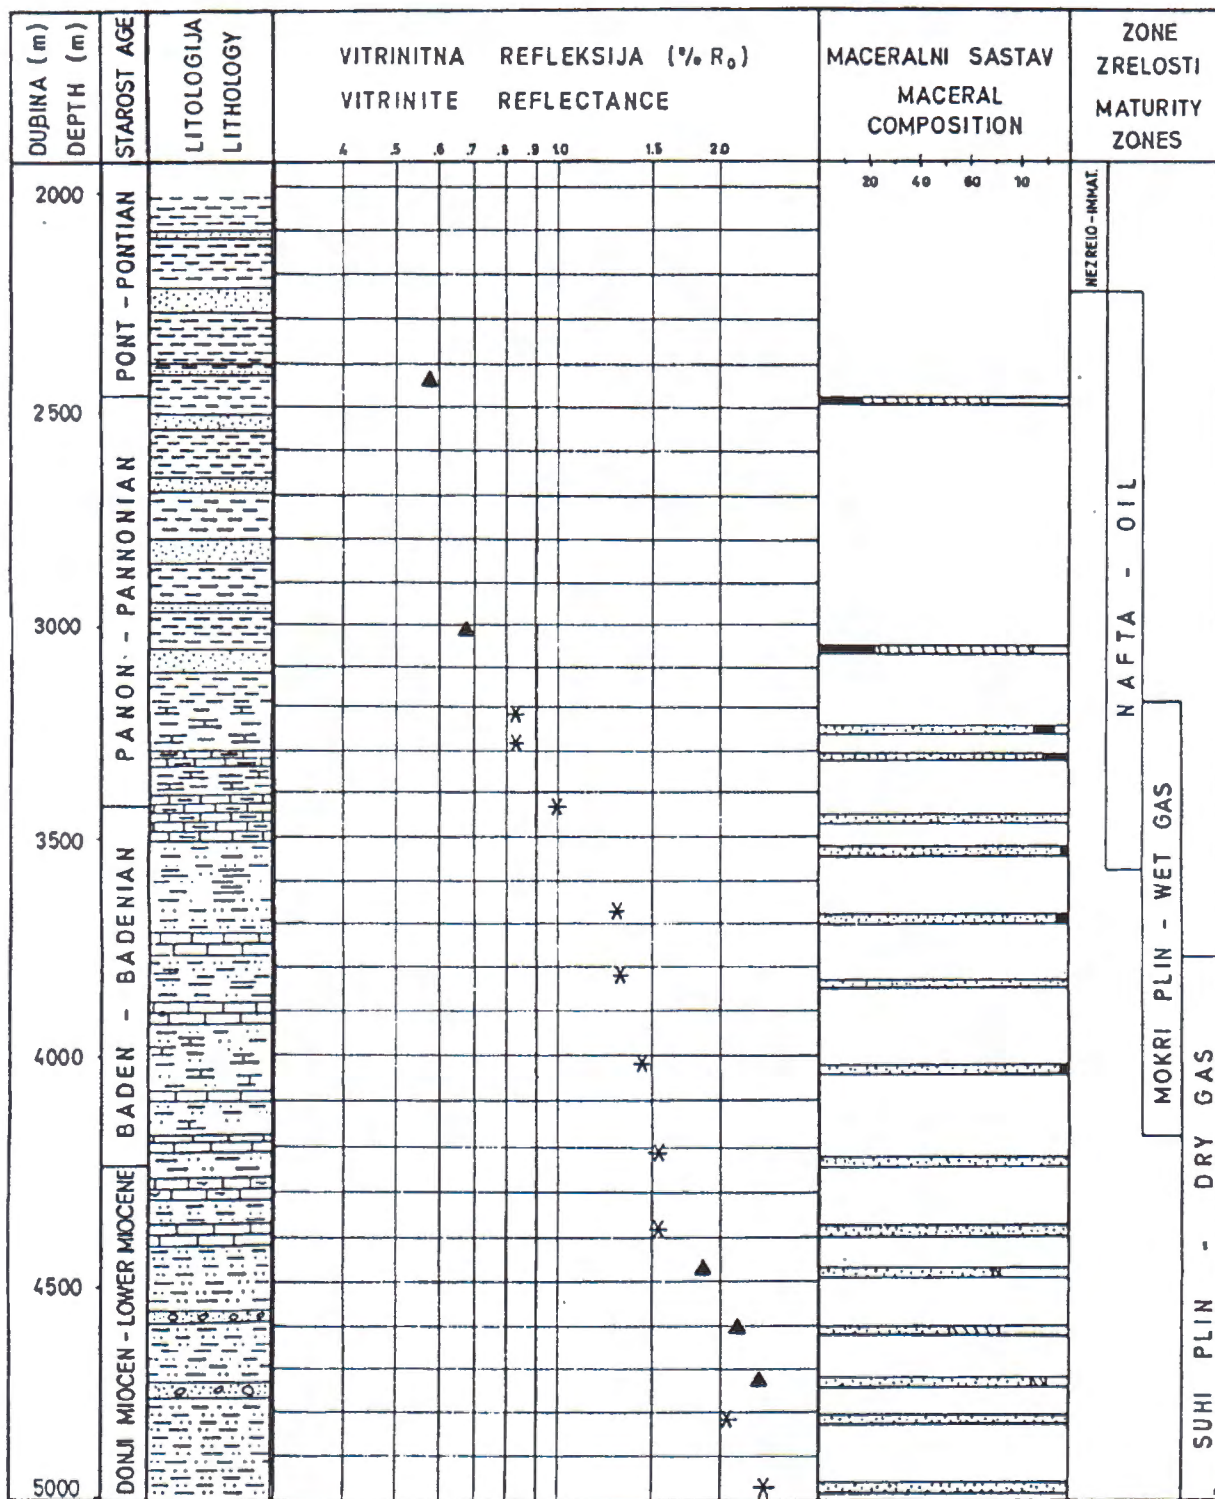 DUBINA (m)
DEPTH (m)
STAROST AGE
LITOLOGIJA
LITHOLOGY
VITRINITNA REFLEKSIJA (% R₀)
VITRINITE REFLECTANCE
MACERALNI SASTAV
MACERAL
COMPOSITION
ZONE
ZRELOSTI
MATURITY
ZONES
.4 .5 .6 .7 .8 .9 1.0 1.5 2.0
20 40 60 10
2000
2500
3000
3500
4000
4500
5000
PONT - PONTIAN
PANON - PANNONIAN
BADEN - BADENIAN
DONJI MIOCEN - LOWER MIOCENE
NEZRELO - IMMAT.
NAFTA - OIL
MOKRI PLIN - WET GAS
SUHI PLIN - DRY GAS